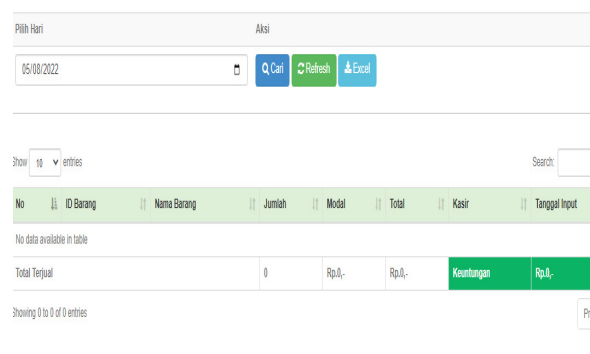 Pilih Hari Aksi
05/08/2022 Cari Refresh Excel
Show 10 entries Search:
No ID Barang Nama Barang Jumlah Modal Total Kasir Tanggal Input
No data available in table
Total Terjual 0 Rp.0,- Rp.0,- Keuntungan Rp.0,-
Showing 0 to 0 of 0 entries